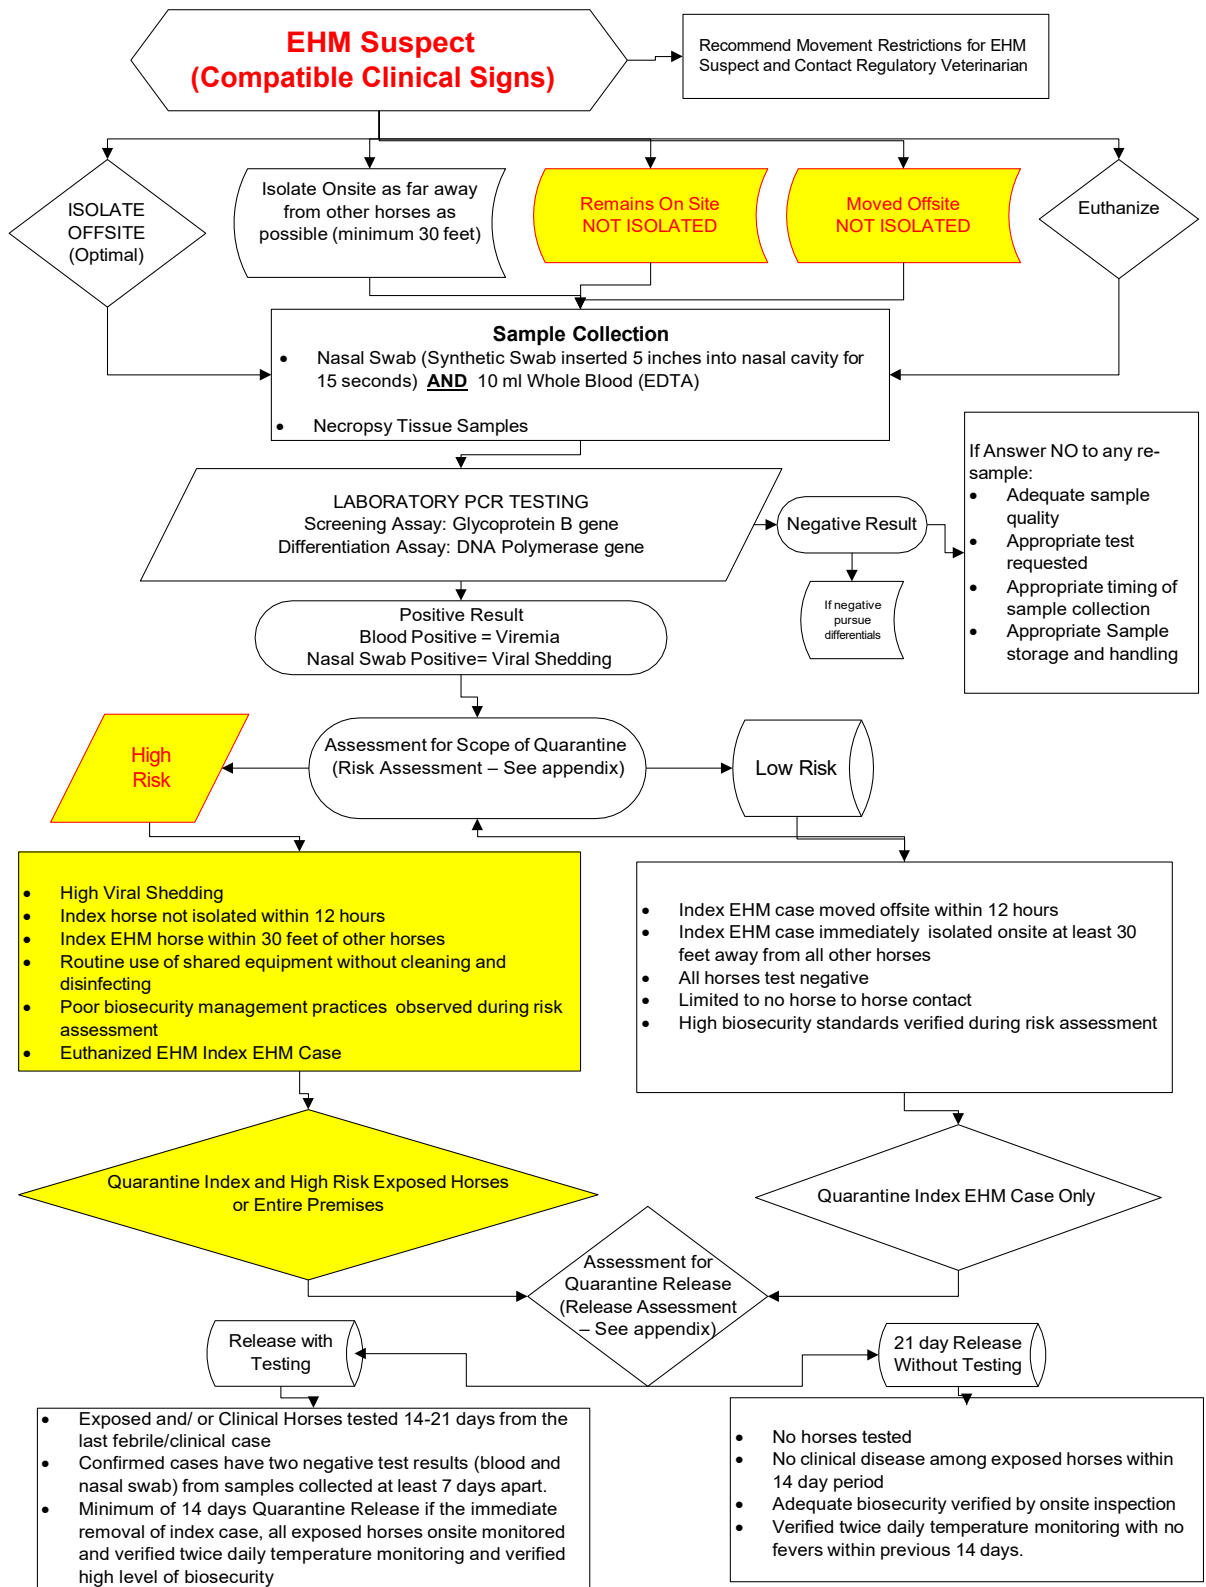 EHM Suspect
(Compatible Clinical Signs)
Recommend Movement Restrictions for EHM
Suspect and Contact Regulatory Veterinarian
ISOLATE
OFFSITE
(Optimal)
Isolate Onsite as far away
from other horses as
possible (minimum 30 feet)
Remains On Site
NOT ISOLATED
Moved Offsite
NOT ISOLATED
Euthanize
Sample Collection
• Nasal Swab (Synthetic Swab inserted 5 inches into nasal cavity for
15 seconds) AND 10 ml Whole Blood (EDTA)
• Necropsy Tissue Samples
LABORATORY PCR TESTING
Screening Assay: Glycoprotein B gene
Differentiation Assay: DNA Polymerase gene
Negative Result
If negative
pursue
differentials
If Answer NO to any re-
sample:
• Adequate sample
quality
• Appropriate test
requested
• Appropriate timing of
sample collection
• Appropriate Sample
storage and handling
Positive Result
Blood Positive = Viremia
Nasal Swab Positive= Viral Shedding
High
Risk
Assessment for Scope of Quarantine
(Risk Assessment – See appendix)
Low Risk
• High Viral Shedding
• Index horse not isolated within 12 hours
• Index EHM horse within 30 feet of other horses
• Routine use of shared equipment without cleaning and
disinfecting
• Poor biosecurity management practices observed during risk
assessment
• Euthanized EHM Index EHM Case
• Index EHM case moved offsite within 12 hours
• Index EHM case immediately isolated onsite at least 30
feet away from all other horses
• All horses test negative
• Limited to no horse to horse contact
• High biosecurity standards verified during risk assessment
Quarantine Index and High Risk Exposed Horses
or Entire Premises
Quarantine Index EHM Case Only
Assessment for
Quarantine Release
(Release Assessment
– See appendix)
Release with
Testing
21 day Release
Without Testing
• Exposed and/ or Clinical Horses tested 14-21 days from the
last febrile/clinical case
• Confirmed cases have two negative test results (blood and
nasal swab) from samples collected at least 7 days apart.
• Minimum of 14 days Quarantine Release if the immediate
removal of index case, all exposed horses onsite monitored
and verified twice daily temperature monitoring and verified
high level of biosecurity
• No horses tested
• No clinical disease among exposed horses within
14 day period
• Adequate biosecurity verified by onsite inspection
• Verified twice daily temperature monitoring with no
fevers within previous 14 days.